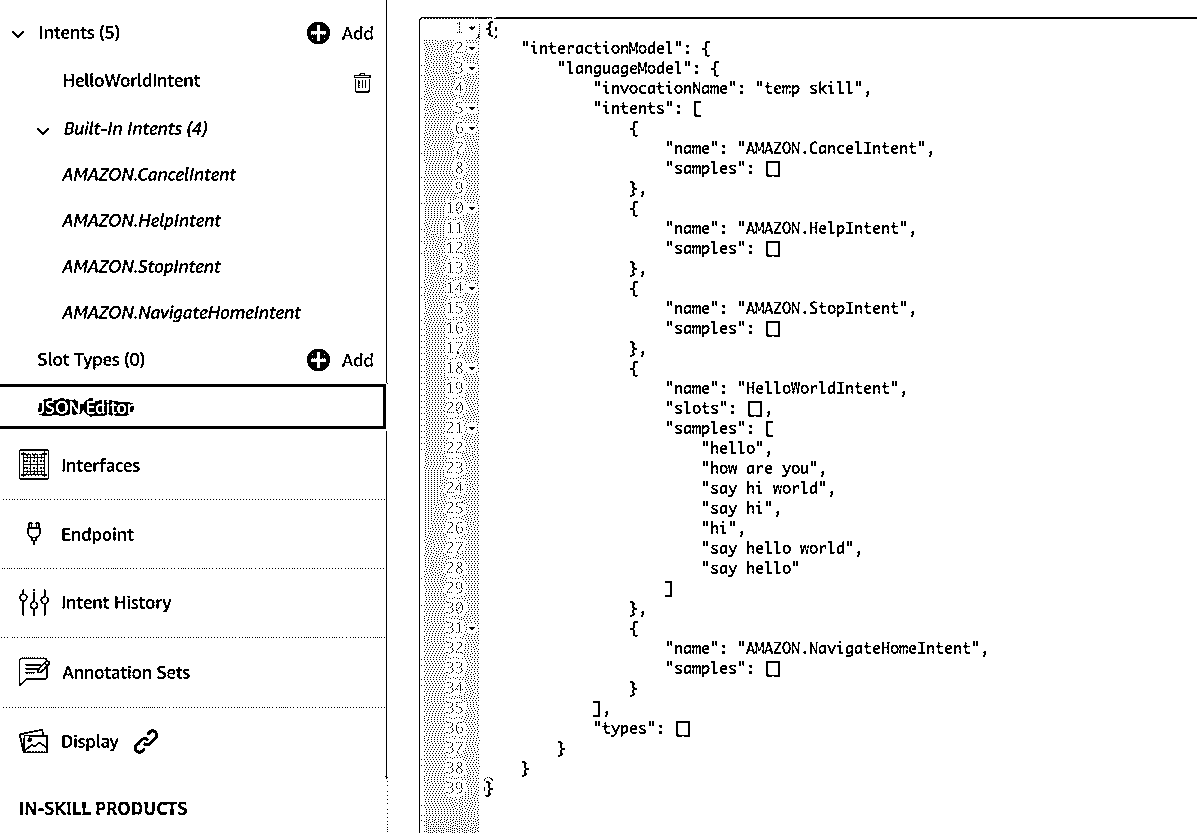 Intents (5)
Add
HelloWorldIntent
Built-In Intents (4)
AMAZON.CancelIntent
AMAZON.HelpIntent
AMAZON.StopIntent
AMAZON.NavigateHomeIntent
Slot Types (0)
Add
JSON Editor
Interfaces
Endpoint
Intent History
Annotation Sets
Display
IN-SKILL PRODUCTS
1 {
2 "interactionModel": {
3 "languageModel": {
4 "invocationName": "temp skill",
5 "intents": [
6 {
7 "name": "AMAZON.CancelIntent",
8 "samples": []
9 },
10 {
11 "name": "AMAZON.HelpIntent",
12 "samples": []
13 },
14 {
15 "name": "AMAZON.StopIntent",
16 "samples": []
17 },
18 {
19 "name": "HelloWorldIntent",
20 "slots": [],
21 "samples": [
22 "hello",
23 "how are you",
24 "say hi world",
25 "say hi",
26 "hi",
27 "say hello world",
28 "say hello"
29 ]
30 },
31 {
32 "name": "AMAZON.NavigateHomeIntent",
33 "samples": []
34 }
35 ],
36 "types": []
37 }
38 }
39 }